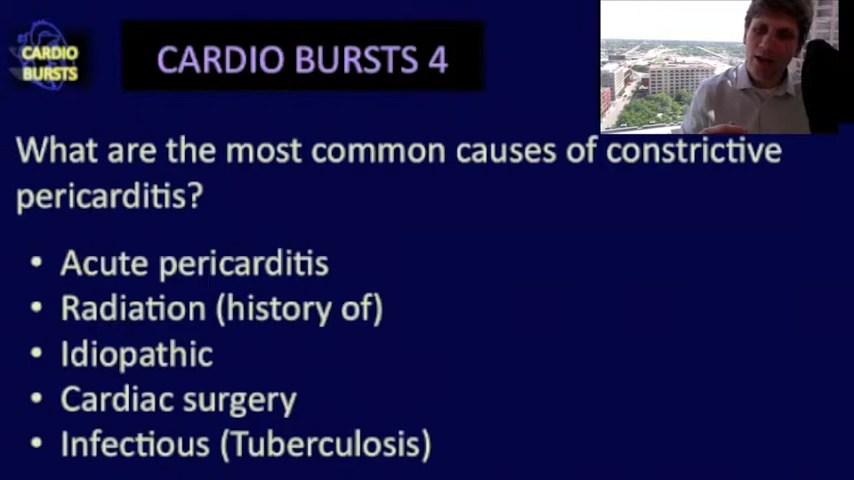 CARDIO
BURSTS
CARDIO BURSTS 4
What are the most common causes of constrictive
pericarditis?
• Acute pericarditis
• Radiation (history of)
• Idiopathic
• Cardiac surgery
• Infectious (Tuberculosis)